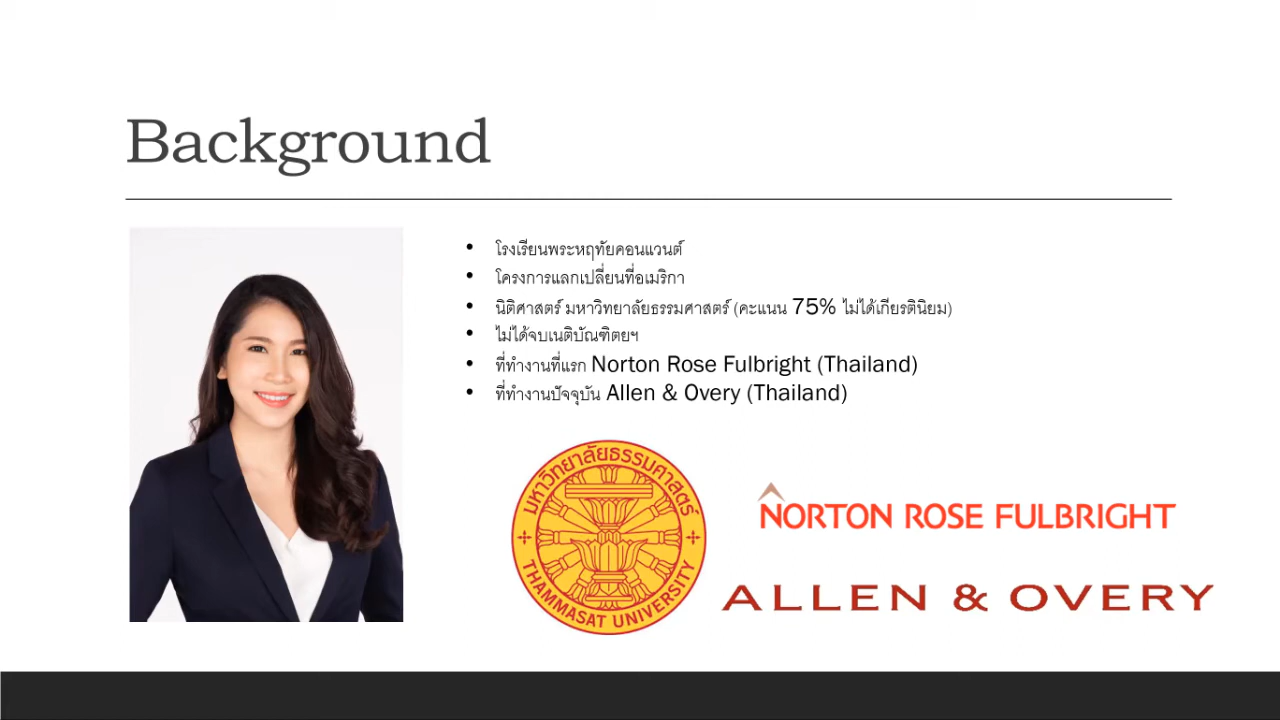 Background
• โรงเรียนพระหฤทัยคอนแวนต์
• โครงการแลกเปลี่ยนที่อเมริกา
• นิติศาสตร์ มหาวิทยาลัยธรรมศาสตร์ (คะแนน 75% ไม่ได้เกียรตินิยม)
• ไม่ได้จบเนติบัณฑิตยฯ
• ที่ทำงานที่แรก Norton Rose Fulbright (Thailand)
• ที่ทำงานปัจจุบัน Allen & Overy (Thailand)
มหาวิทยาลัยธรรมศาสตร์
THAMMASAT UNIVERSITY
NORTON ROSE FULBRIGHT
ALLEN & OVERY